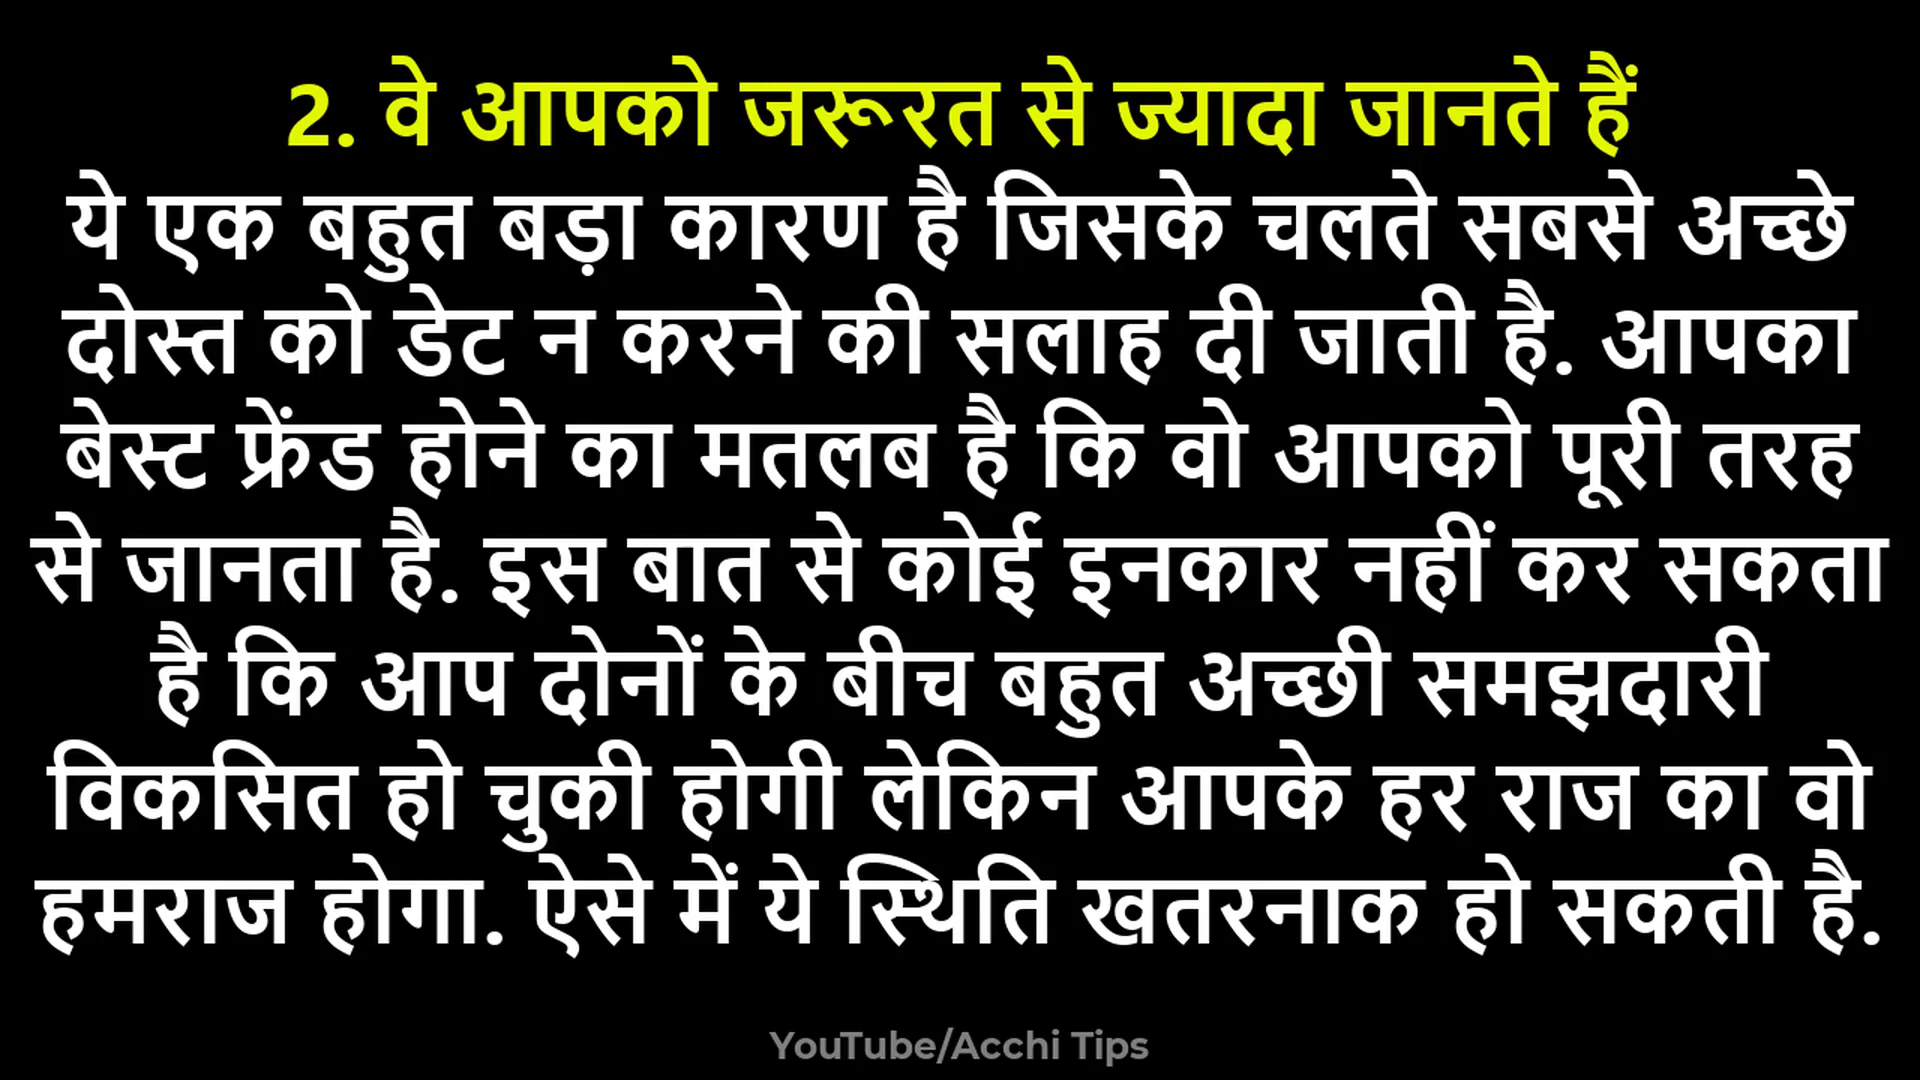 2. वे आपको जरूरत से ज्यादा जानते हैं
ये एक बहुत बड़ा कारण है जिसके चलते सबसे अच्छे
दोस्त को डेट न करने की सलाह दी जाती है. आपका
बेस्ट फ्रेंड होने का मतलब है कि वो आपको पूरी तरह
से जानता है. इस बात से कोई इनकार नहीं कर सकता
है कि आप दोनों के बीच बहुत अच्छी समझदारी
विकसित हो चुकी होगी लेकिन आपके हर राज का वो
हमराज होगा. ऐसे में ये स्थिति खतरनाक हो सकती है.
YouTube/Acchi Tips